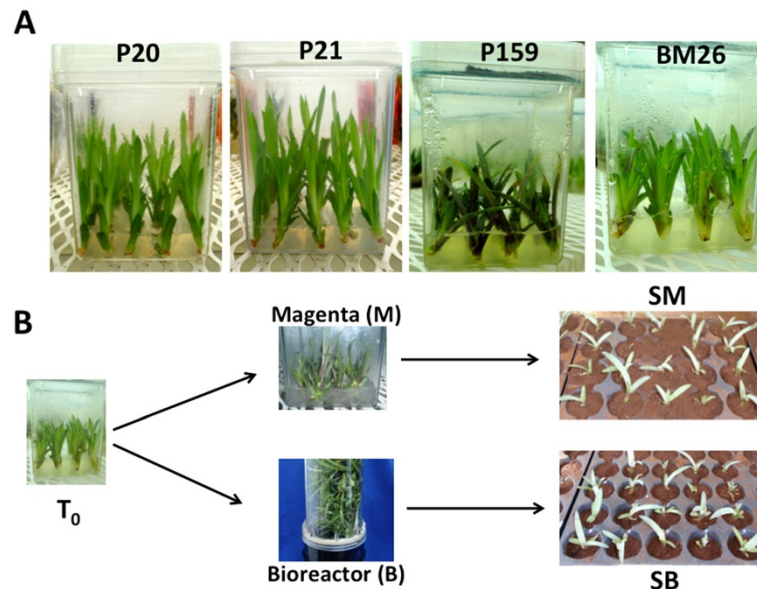 A
P20 P21 P159 BM26
B
Magenta (M)
SM
T0
Bioreactor (B)
SB